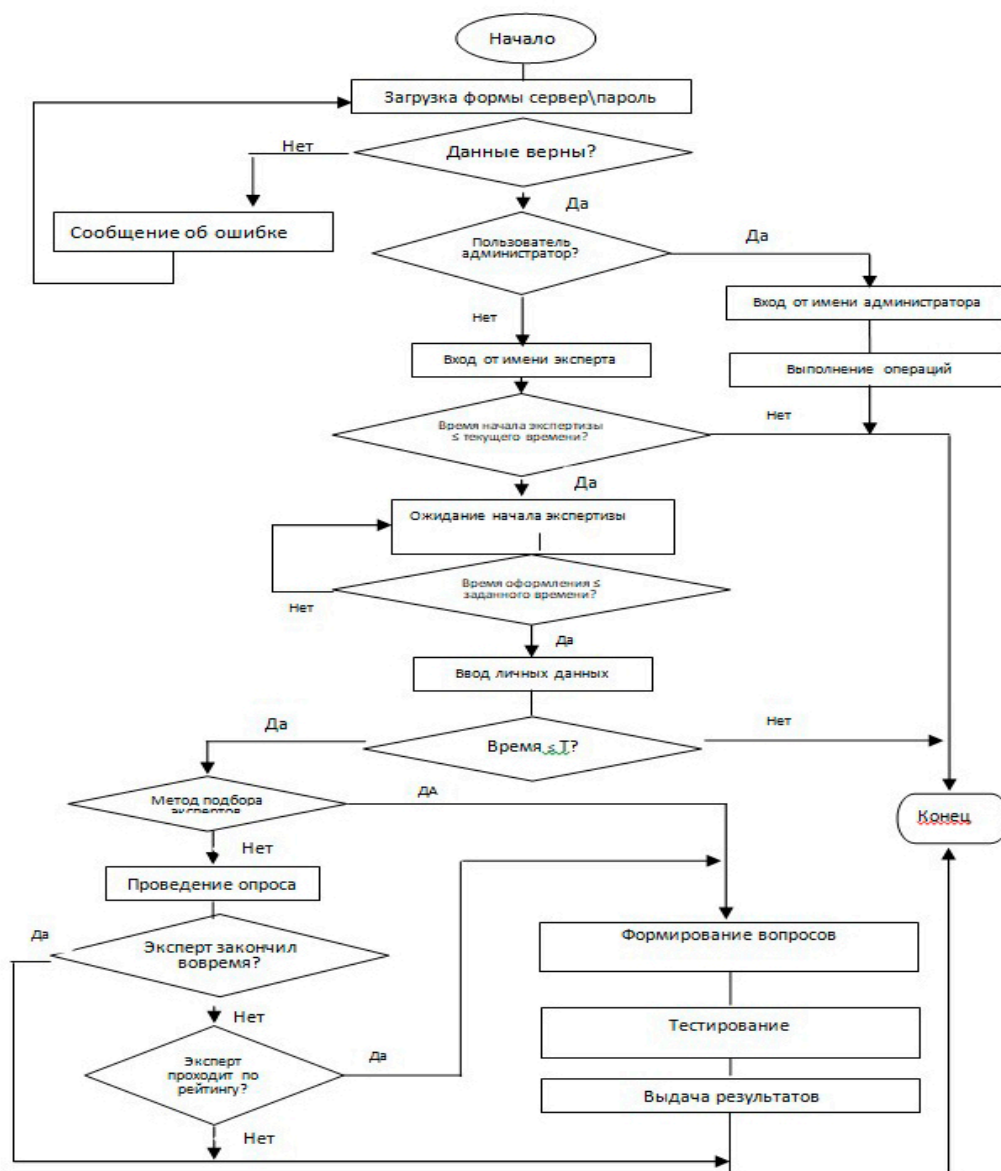 Начало
Загрузка формы сервер\пароль
Нет
Данные верны?
Да
Сообщение об ошибке
Пользователь
администратор?
Да
Вход от имени администратора
Нет
Вход от имени эксперта
Выполнение операций
Время начала экспертизы
≤ текущего времени?
Нет
Да
Ожидание начала экспертизы
Время оформления ≤
заданного времени?
Нет
Да
Ввод личных данных
Да
Время ≤ Т?
Нет
Метод подбора
экспертов
ДА
Конец
Нет
Проведение опроса
Да
Эксперт закончил
вовремя?
Формирование вопросов
Нет
Тестирование
Эксперт
проходит по
рейтингу?
Да
Выдача результатов
Нет